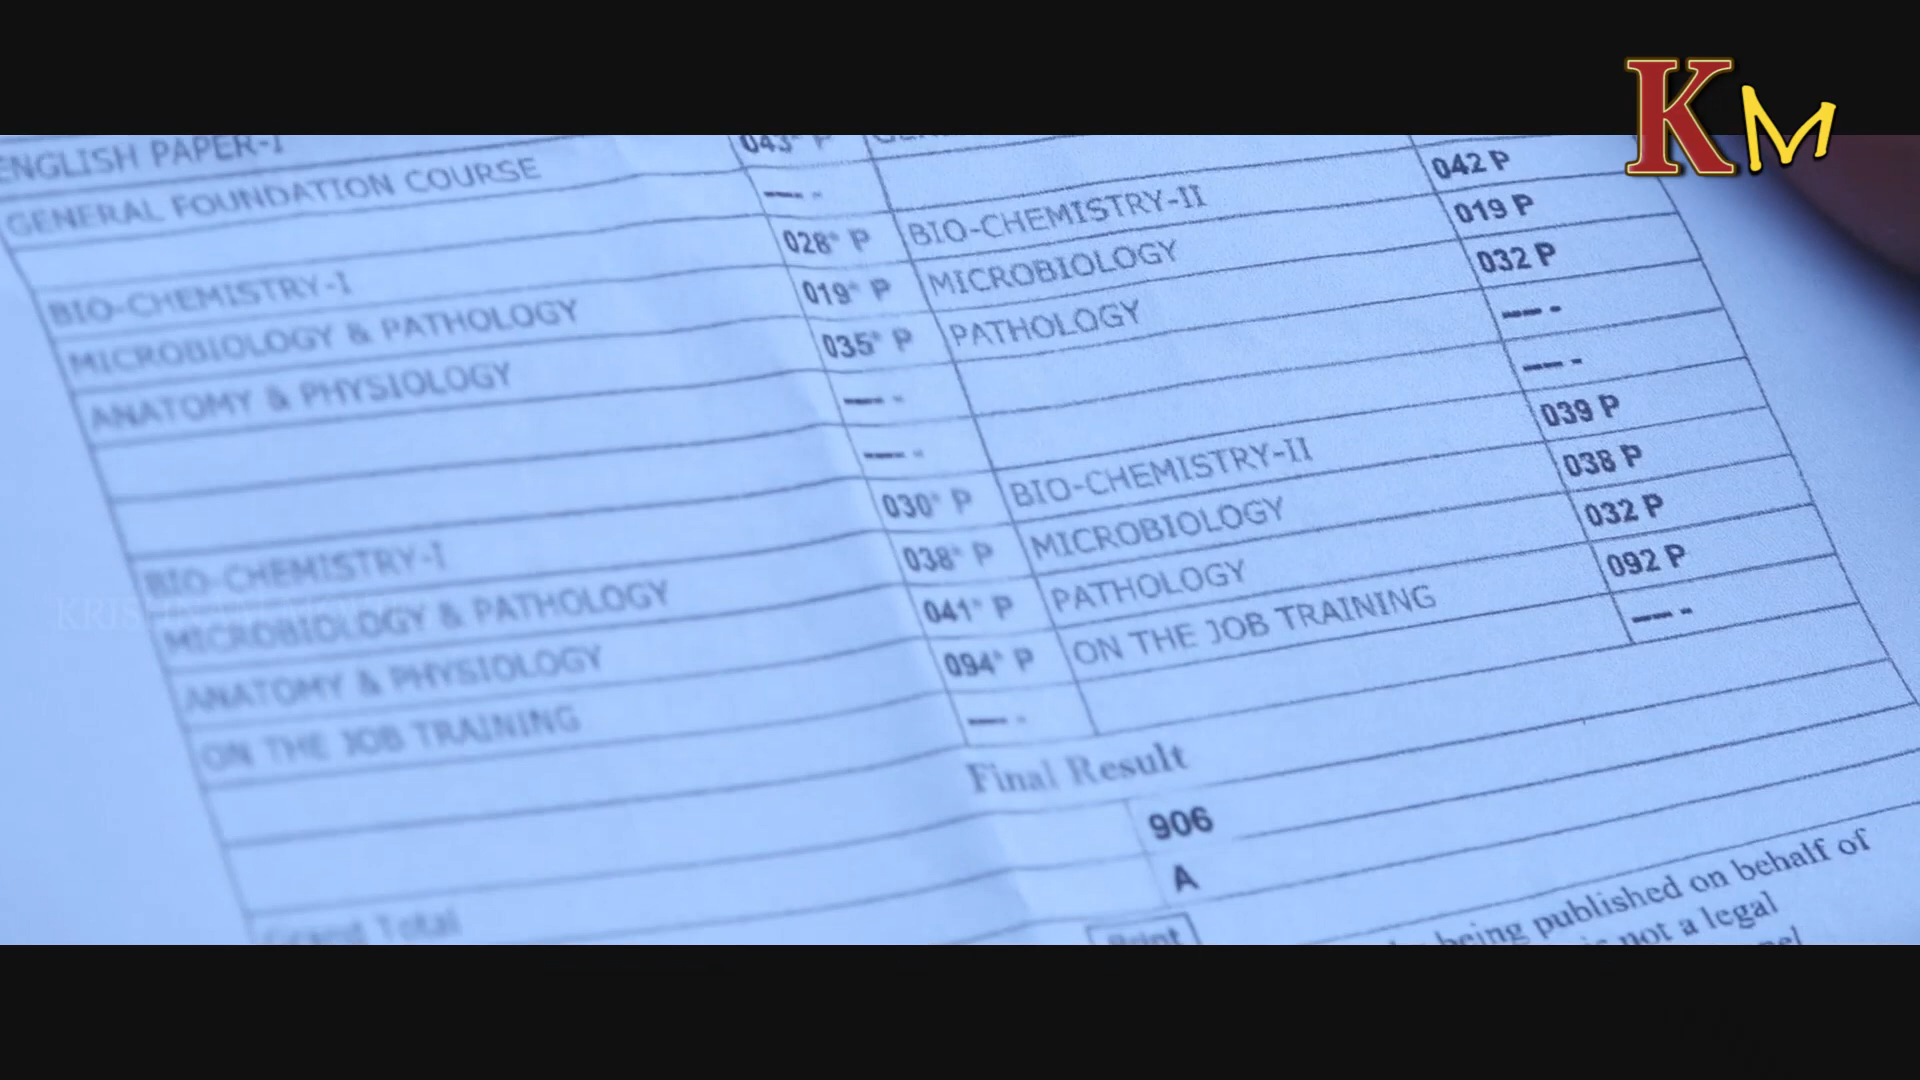 KM
ENGLISH PAPER-I 043* P
GENERAL FOUNDATION COURSE --- - 042 P
028* P BIO-CHEMISTRY-II 019 P
BIO-CHEMISTRY-I 019* P MICROBIOLOGY 032 P
MICROBIOLOGY & PATHOLOGY 035* P PATHOLOGY --- -
ANATOMY & PHYSIOLOGY --- - --- -
--- - 039 P
030* P BIO-CHEMISTRY-II 038 P
BIO-CHEMISTRY-I 038* P MICROBIOLOGY 032 P
MICROBIOLOGY & PATHOLOGY 041* P PATHOLOGY 092 P
ANATOMY & PHYSIOLOGY 094* P ON THE JOB TRAINING --- -
ON THE JOB TRAINING --- -
Final Result
906
Grand Total A
Print being published on behalf of
not a legal